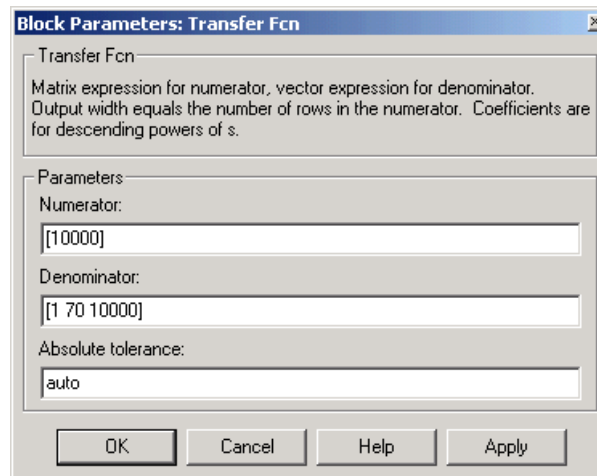 Block Parameters: Transfer Fcn
Transfer Fcn
Matrix expression for numerator, vector expression for denominator.
Output width equals the number of rows in the numerator. Coefficients are
for descending powers of s.
Parameters
Numerator:
[10000]
Denominator:
[1 70 10000]
Absolute tolerance:
auto
OK Cancel Help Apply